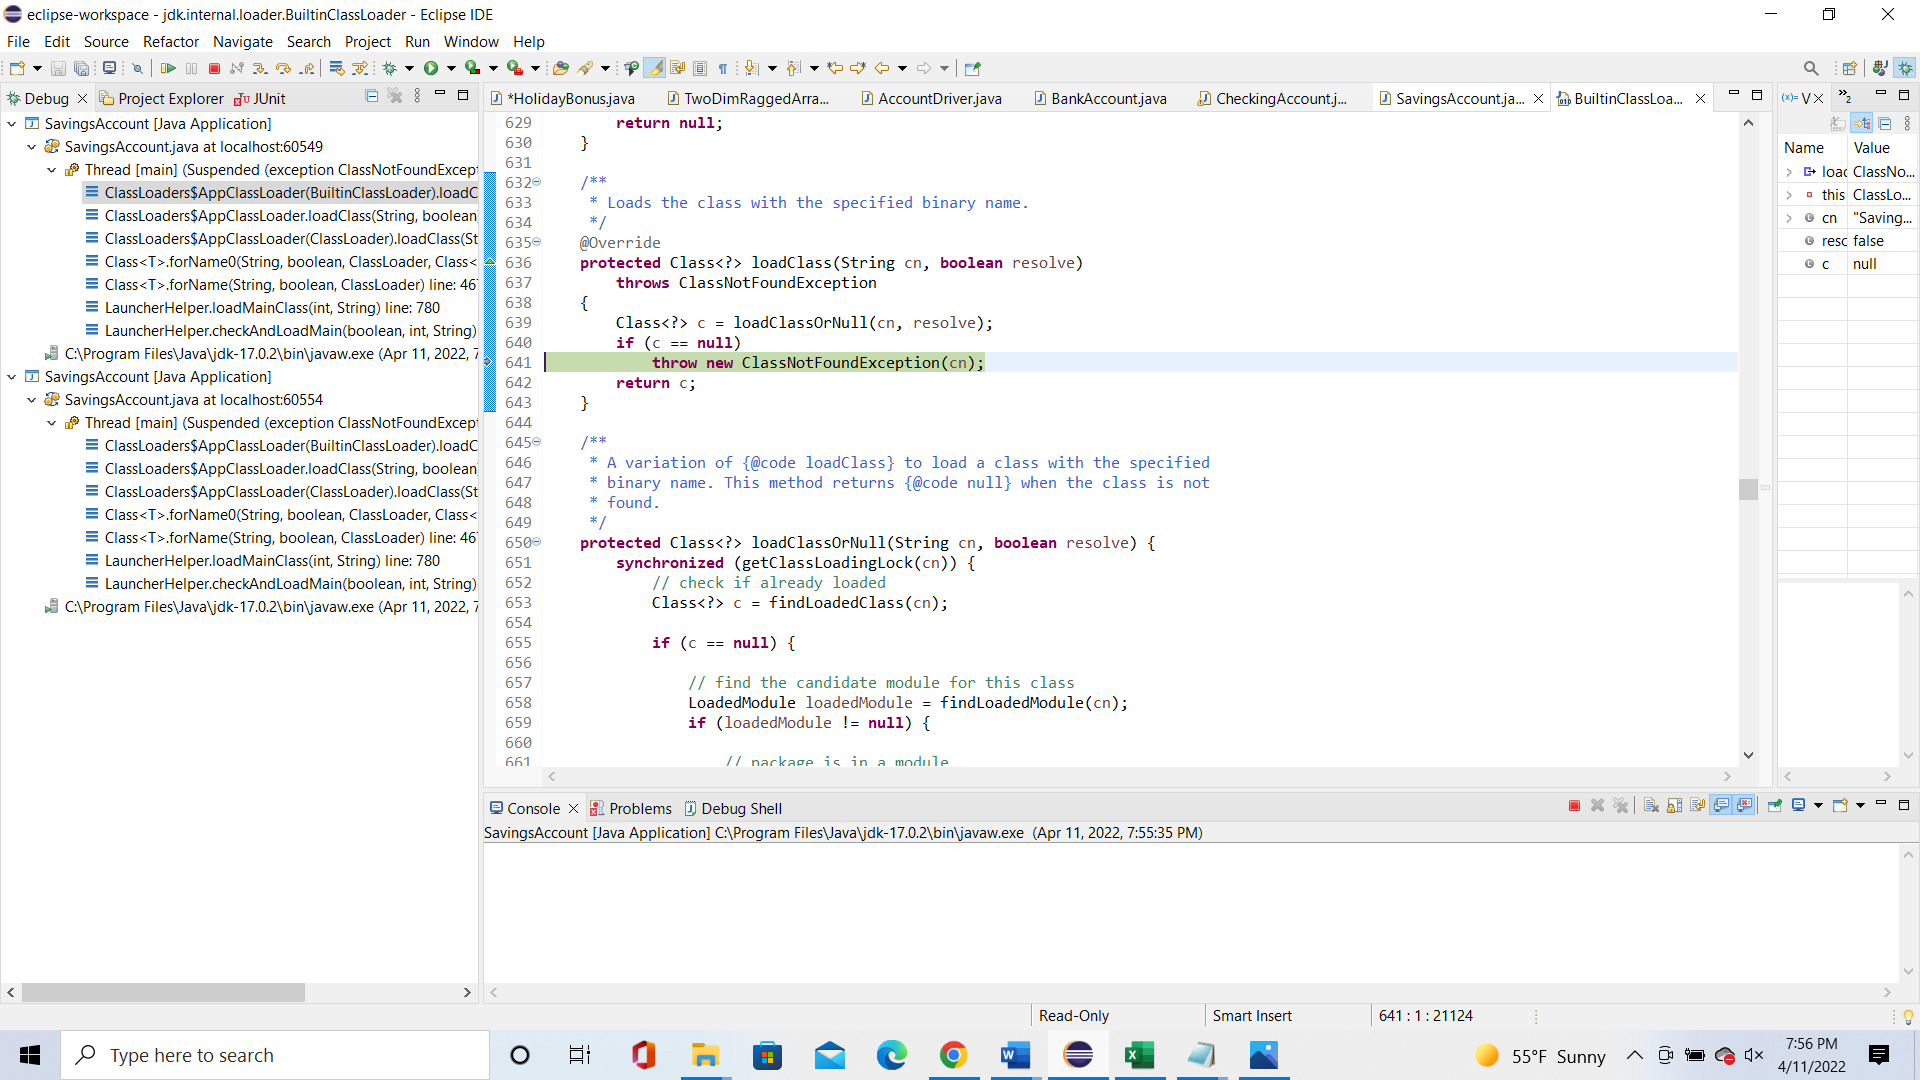 eclipse-workspace - jdk.internal.loader.BuiltinClassLoader - Eclipse IDE
File Edit Source Refactor Navigate Search Project Run Window Help
Debug Project Explorer JUnit
SavingsAccount [Java Application]
SavingsAccount.java at localhost:60549
Thread [main] (Suspended (exception ClassNotFoundExcept
ClassLoaders$AppClassLoader(BuiltinClassLoader).loadC
ClassLoaders$AppClassLoader.loadClass(String, boolean
ClassLoaders$AppClassLoader(ClassLoader).loadClass(St
Class<T>.forName0(String, boolean, ClassLoader, Class<
Class<T>.forName(String, boolean, ClassLoader) line: 467
LauncherHelper.loadMainClass(int, String) line: 780
LauncherHelper.checkAndLoadMain(boolean, int, String)
C:\Program Files\Java\jdk-17.0.2\bin\javaw.exe (Apr 11, 2022, 7
SavingsAccount [Java Application]
SavingsAccount.java at localhost:60554
Thread [main] (Suspended (exception ClassNotFoundExcept
ClassLoaders$AppClassLoader(BuiltinClassLoader).loadC
ClassLoaders$AppClassLoader.loadClass(String, boolean
ClassLoaders$AppClassLoader(ClassLoader).loadClass(St
Class<T>.forName0(String, boolean, ClassLoader, Class<
Class<T>.forName(String, boolean, ClassLoader) line: 467
LauncherHelper.loadMainClass(int, String) line: 780
LauncherHelper.checkAndLoadMain(boolean, int, String)
C:\Program Files\Java\jdk-17.0.2\bin\javaw.exe (Apr 11, 2022, 7
*HolidayBonus.java TwoDimRaggedArra... AccountDriver.java BankAccount.java CheckingAccount.j... SavingsAccount.ja... BuiltinClassLoa...
629 return null;
630 }
631
632 /**
633 * Loads the class with the specified binary name.
634 */
635 @Override
636 protected Class<?> loadClass(String cn, boolean resolve)
637 throws ClassNotFoundException
638 {
639 Class<?> c = loadClassOrNull(cn, resolve);
640 if (c == null)
641 throw new ClassNotFoundException(cn);
642 return c;
643 }
644
645 /**
646 * A variation of {@code loadClass} to load a class with the specified
647 * binary name. This method returns {@code null} when the class is not
648 * found.
649 */
650 protected Class<?> loadClassOrNull(String cn, boolean resolve) {
651 synchronized (getClassLoadingLock(cn)) {
652 // check if already loaded
653 Class<?> c = findLoadedClass(cn);
654
655 if (c == null) {
656
657 // find the candidate module for this class
658 LoadedModule loadedModule = findLoadedModule(cn);
659 if (loadedModule != null) {
660
661 // package is in a module
(x)= V »2
Name Value
loac ClassNo...
this ClassLo...
cn "Saving...
resc false
c null
Console Problems Debug Shell
SavingsAccount [Java Application] C:\Program Files\Java\jdk-17.0.2\bin\javaw.exe (Apr 11, 2022, 7:55:35 PM)
Read-Only Smart Insert 641 : 1 : 21124
Type here to search
55°F Sunny
7:56 PM
4/11/2022